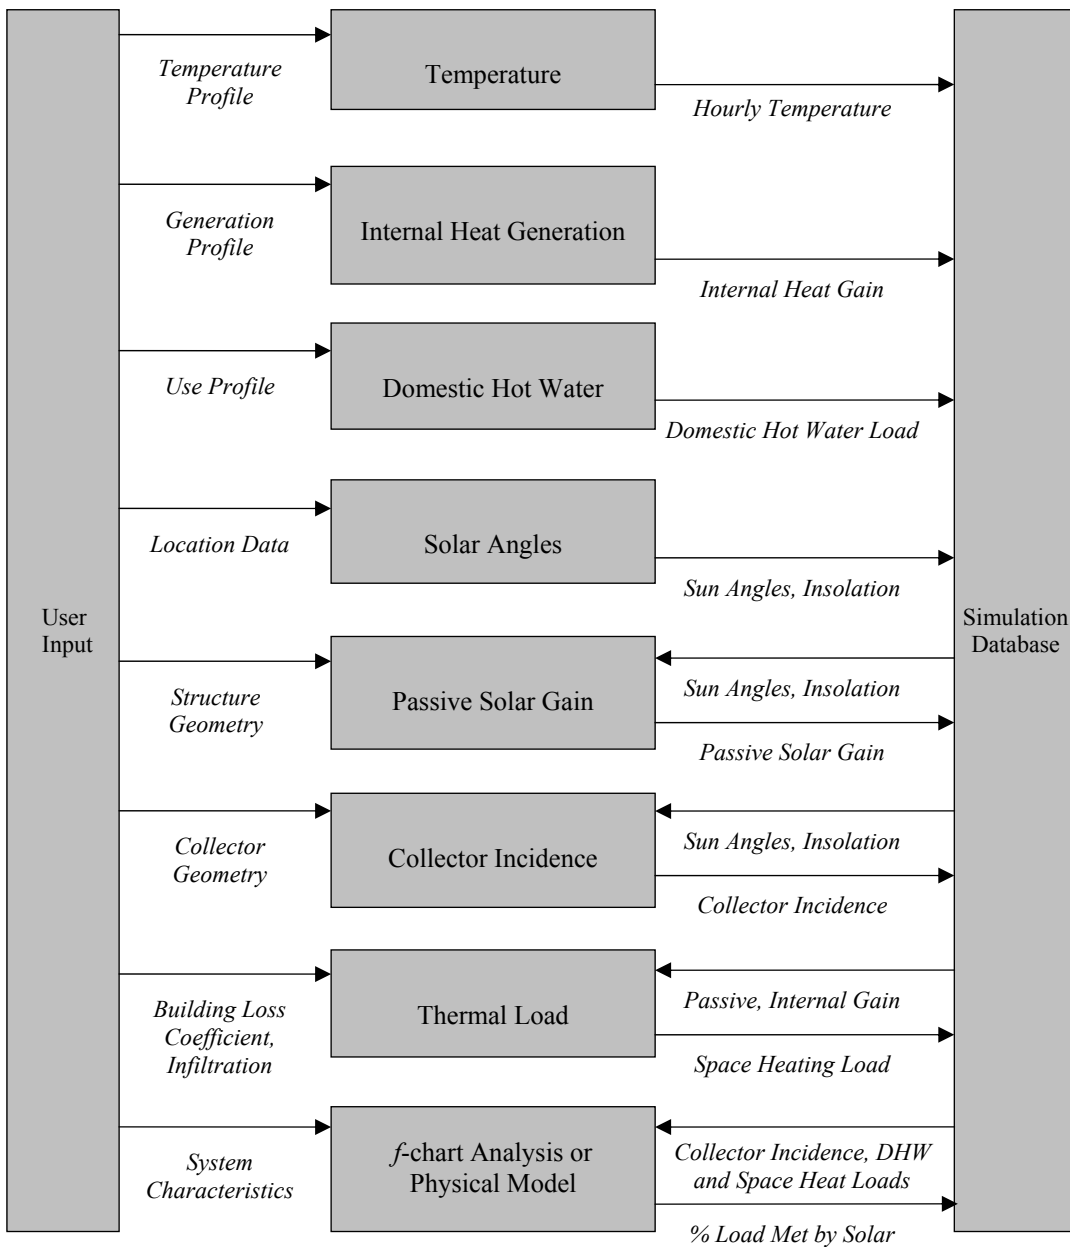 Temperature
Profile
Temperature
Hourly Temperature
Generation
Profile
Internal Heat Generation
Internal Heat Gain
Use Profile
Domestic Hot Water
Domestic Hot Water Load
Location Data
Solar Angles
Sun Angles, Insolation
User
Input
Simulation
Database
Structure
Geometry
Passive Solar Gain
Sun Angles, Insolation
Passive Solar Gain
Collector
Geometry
Collector Incidence
Sun Angles, Insolation
Collector Incidence
Building Loss
Coefficient,
Infiltration
Thermal Load
Passive, Internal Gain
Space Heating Load
System
Characteristics
f-chart Analysis or
Physical Model
Collector Incidence, DHW
and Space Heat Loads
% Load Met by Solar